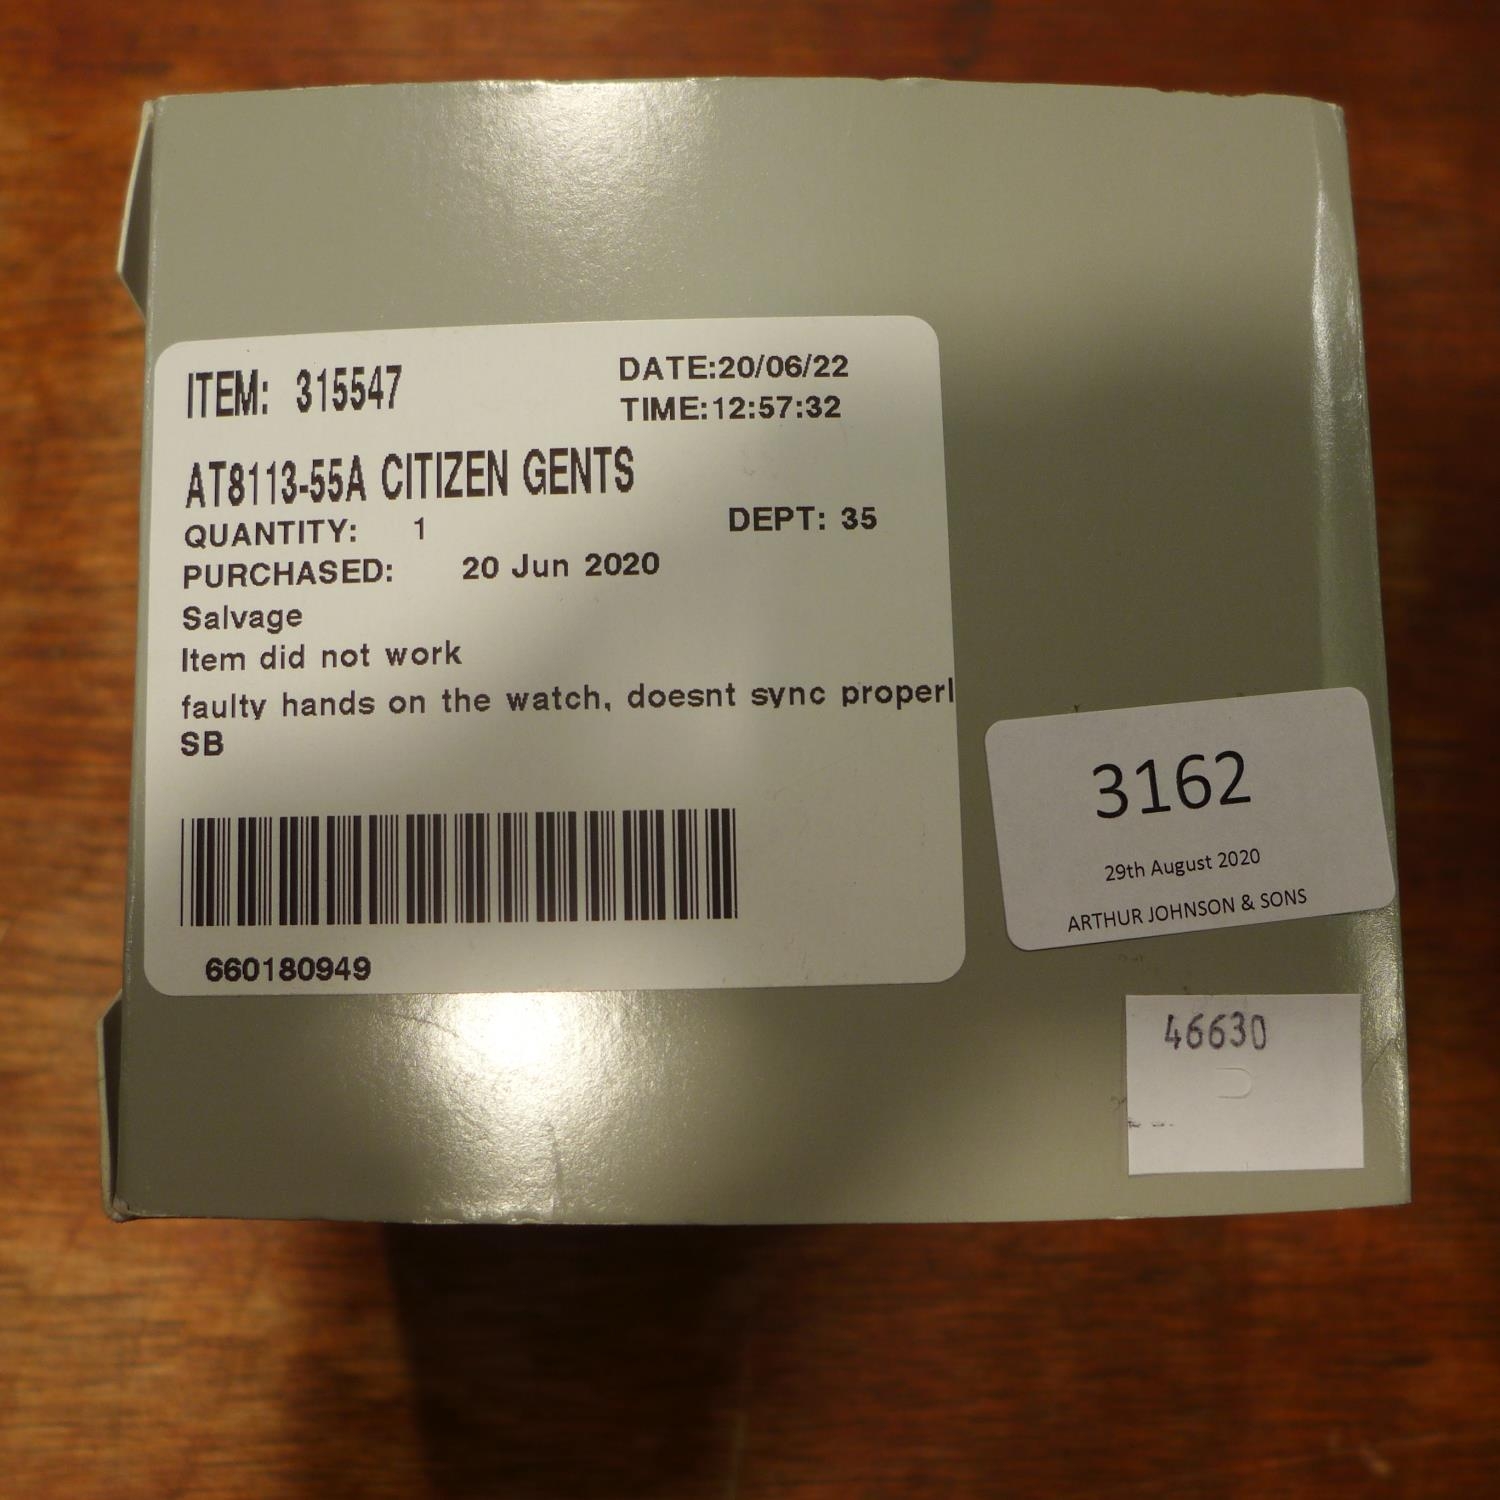 ITEM: 315547
DATE:20/06/22
TIME:12:57:32
AT8113-55A CITIZEN GENTS
QUANTITY: 1
DEPT: 35
PURCHASED: 20 Jun 2020
Salvage
Item did not work
faulty hands on the watch, doesnt sync properl
SB
660180949
3162
29th August 2020
ARTHUR JOHNSON & SONS
46630